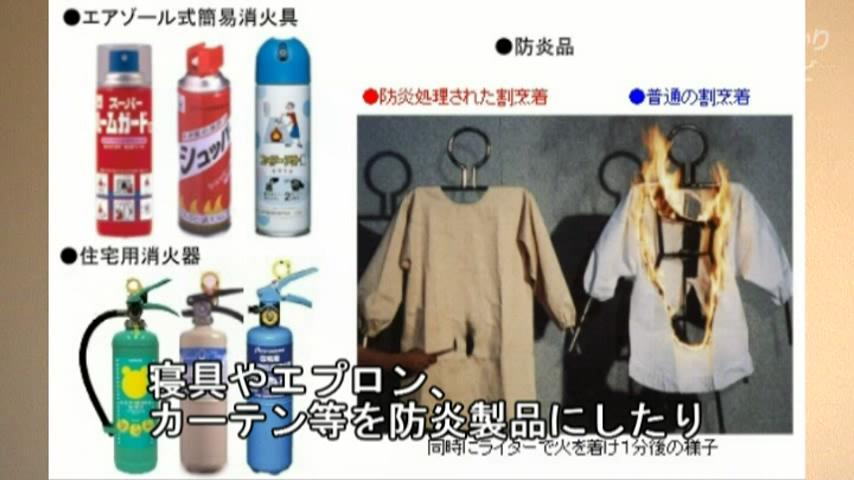 ●エアゾール式簡易消火具
●防炎品
●防炎処理された割烹着
●普通の割烹着
スーパー
ルームガード
シュッパ
●住宅用消火器
寝具やエプロン、
カーテン等を防炎製品にしたり
同時にライターで火を着け1分後の様子